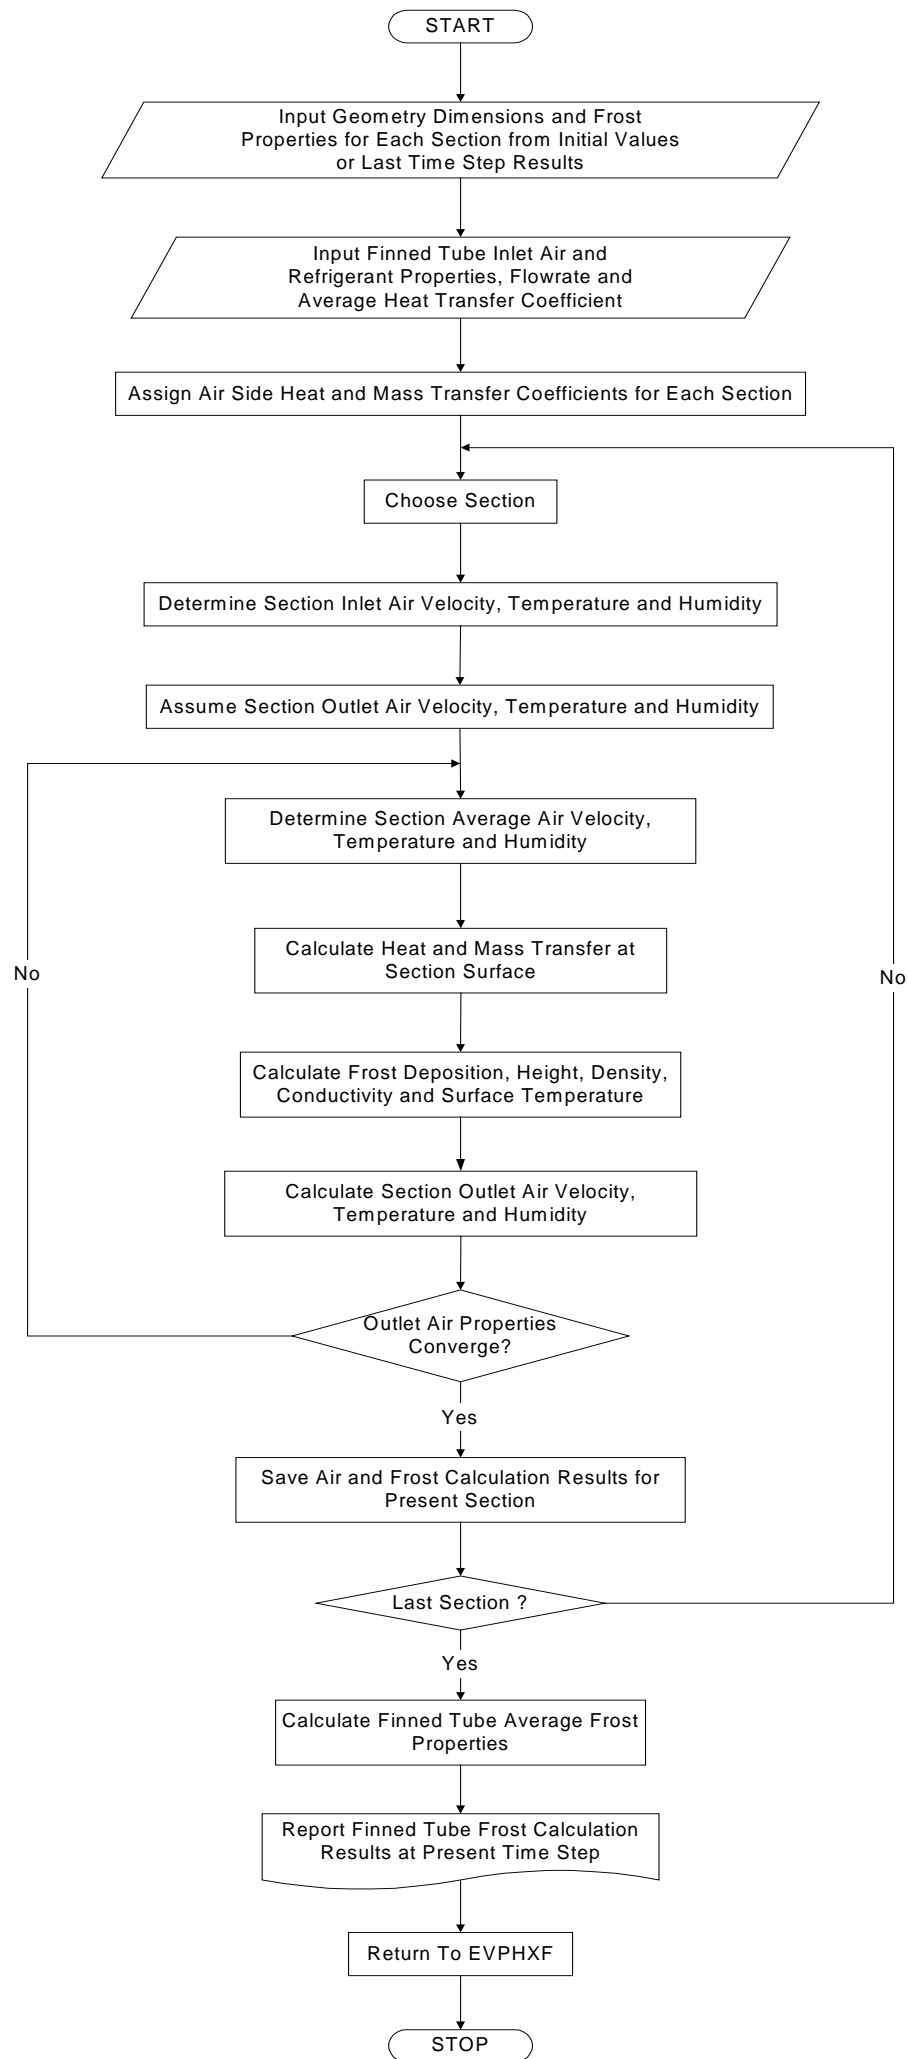 START
Input Geometry Dimensions and Frost
Properties for Each Section from Initial Values
or Last Time Step Results
Input Finned Tube Inlet Air and
Refrigerant Properties, Flowrate and
Average Heat Transfer Coefficient
Assign Air Side Heat and Mass Transfer Coefficients for Each Section
Choose Section
Determine Section Inlet Air Velocity, Temperature and Humidity
Assume Section Outlet Air Velocity, Temperature and Humidity
Determine Section Average Air Velocity,
Temperature and Humidity
Calculate Heat and Mass Transfer at
Section Surface
No
No
Calculate Frost Deposition, Height, Density,
Conductivity and Surface Temperature
Calculate Section Outlet Air Velocity,
Temperature and Humidity
Outlet Air Properties
Converge?
Yes
Save Air and Frost Calculation Results for
Present Section
Last Section ?
Yes
Calculate Finned Tube Average Frost
Properties
Report Finned Tube Frost Calculation
Results at Present Time Step
Return To EVPHXF
STOP